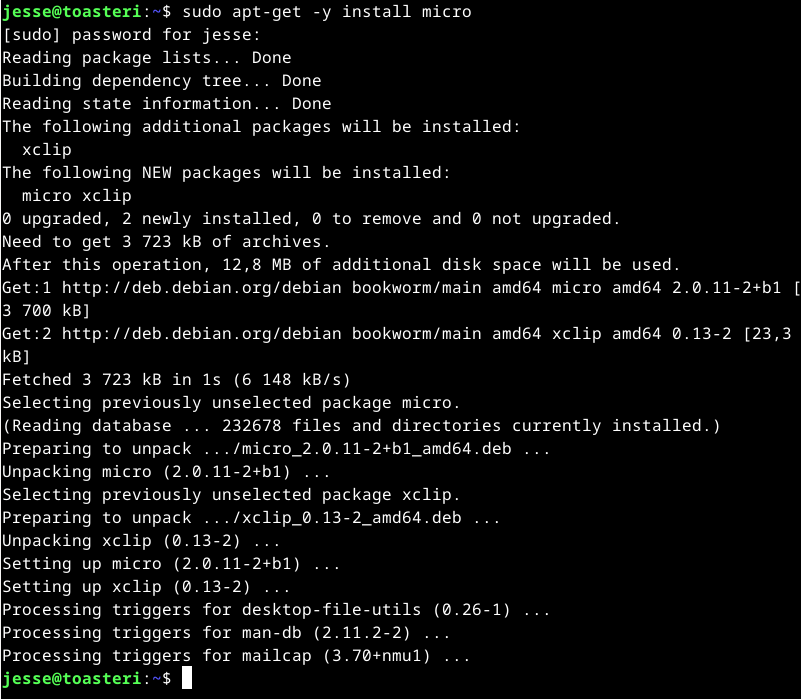 jesse@toasteri:~$ sudo apt-get -y install micro
[sudo] password for jesse:
Reading package lists... Done
Building dependency tree... Done
Reading state information... Done
The following additional packages will be installed:
  xclip
The following NEW packages will be installed:
  micro xclip
0 upgraded, 2 newly installed, 0 to remove and 0 not upgraded.
Need to get 3 723 kB of archives.
After this operation, 12,8 MB of additional disk space will be used.
Get:1 http://deb.debian.org/debian bookworm/main amd64 micro amd64 2.0.11-2+b1 [
3 700 kB]
Get:2 http://deb.debian.org/debian bookworm/main amd64 xclip amd64 0.13-2 [23,3
kB]
Fetched 3 723 kB in 1s (6 148 kB/s)
Selecting previously unselected package micro.
(Reading database ... 232678 files and directories currently installed.)
Preparing to unpack .../micro_2.0.11-2+b1_amd64.deb ...
Unpacking micro (2.0.11-2+b1) ...
Selecting previously unselected package xclip.
Preparing to unpack .../xclip_0.13-2_amd64.deb ...
Unpacking xclip (0.13-2) ...
Setting up micro (2.0.11-2+b1) ...
Setting up xclip (0.13-2) ...
Processing triggers for desktop-file-utils (0.26-1) ...
Processing triggers for man-db (2.11.2-2) ...
Processing triggers for mailcap (3.70+nmu1) ...
jesse@toasteri:~$